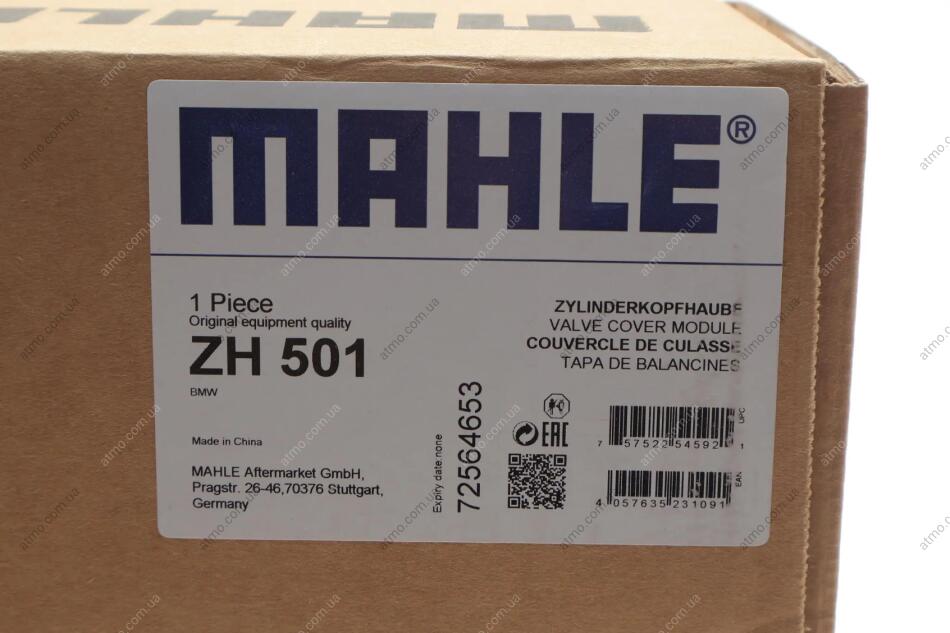 MAHLE
MAHLE®
1 Piece
Original equipment quality
ZH 501
BMW
ZYLINDERKOPFHAUBE
VALVE COVER MODULE
COUVERCLE DE CULASSE
TAPA DE BALANCINES
Made in China
MAHLE Aftermarket GmbH,
Pragstr. 26-46,70376 Stuttgart,
Germany
Expiry date:none
72564653
EAC
UPC
7 57522 54592 1
EAN
4 057635 231091
atmo.com.ua